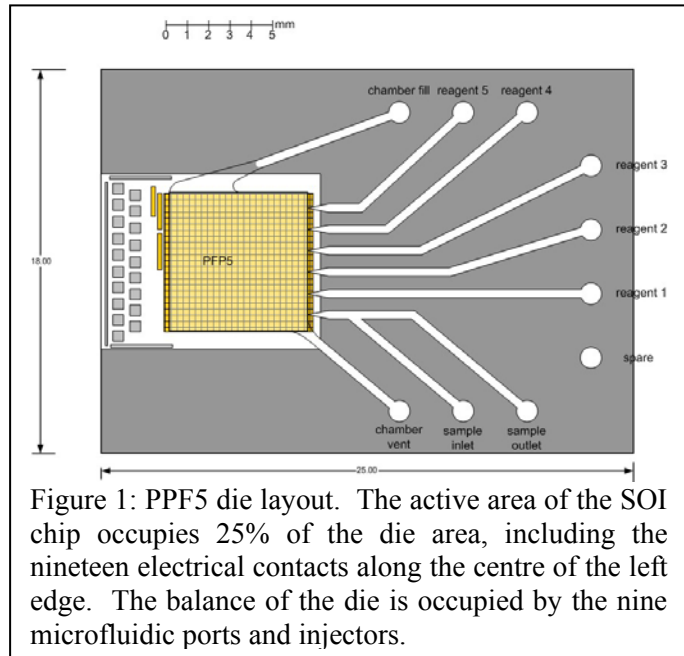 mm
0 1 2 3 4 5
chamber fill reagent 5 reagent 4
reagent 3
reagent 2
PFP5
18.00
reagent 1
spare
chamber vent
sample inlet
sample outlet
25.00
Figure 1: PPF5 die layout. The active area of the SOI
chip occupies 25% of the die area, including the
nineteen electrical contacts along the centre of the left
edge. The balance of the die is occupied by the nine
microfluidic ports and injectors.